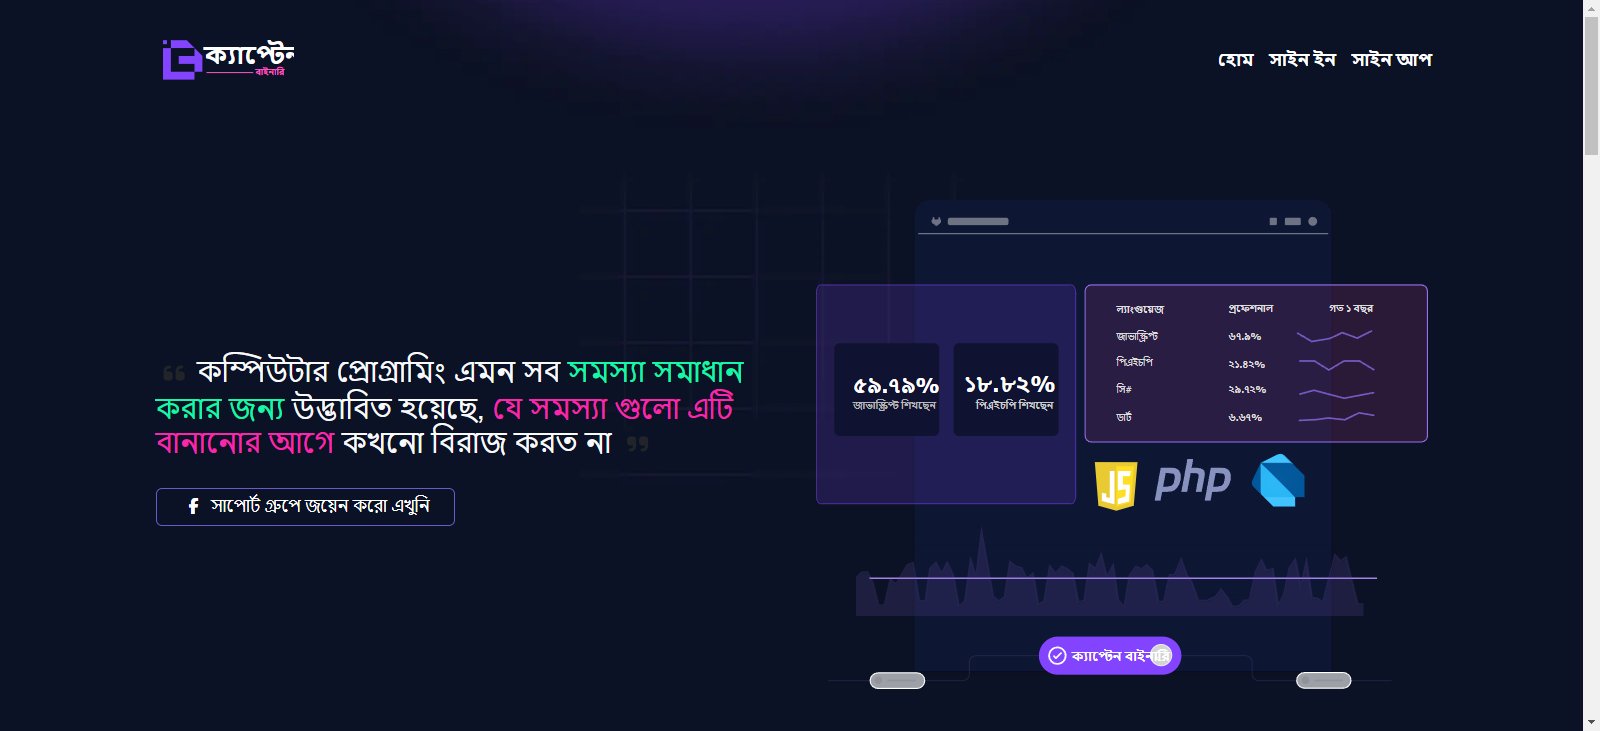 ক্যাপ্টেন
বাইনারি
হোম সাইন ইন সাইন আপ
“ কম্পিউটার প্রোগ্রামিং এমন সব সমস্যা সমাধান
করার জন্য উদ্ভাবিত হয়েছে, যে সমস্যা গুলো এটি
বানানোর আগে কখনো বিরাজ করত না ”
সাপোর্ট গ্রুপে জয়েন করো এখুনি
৫৯.৭৯%
জাভাস্ক্রিপ্ট শিখছেন
১৮.৮২%
পিএইচপি শিখছেন
ল্যাংগুয়েজ প্রফেশনাল গত ১ বছর
জাভাস্ক্রিপ্ট ৬৭.৯%
পিএইচপি ২১.৪২%
সি# ২৯.৭২%
ডার্ট ৬.৬৭%
JS php
ক্যাপ্টেন বাইনারি